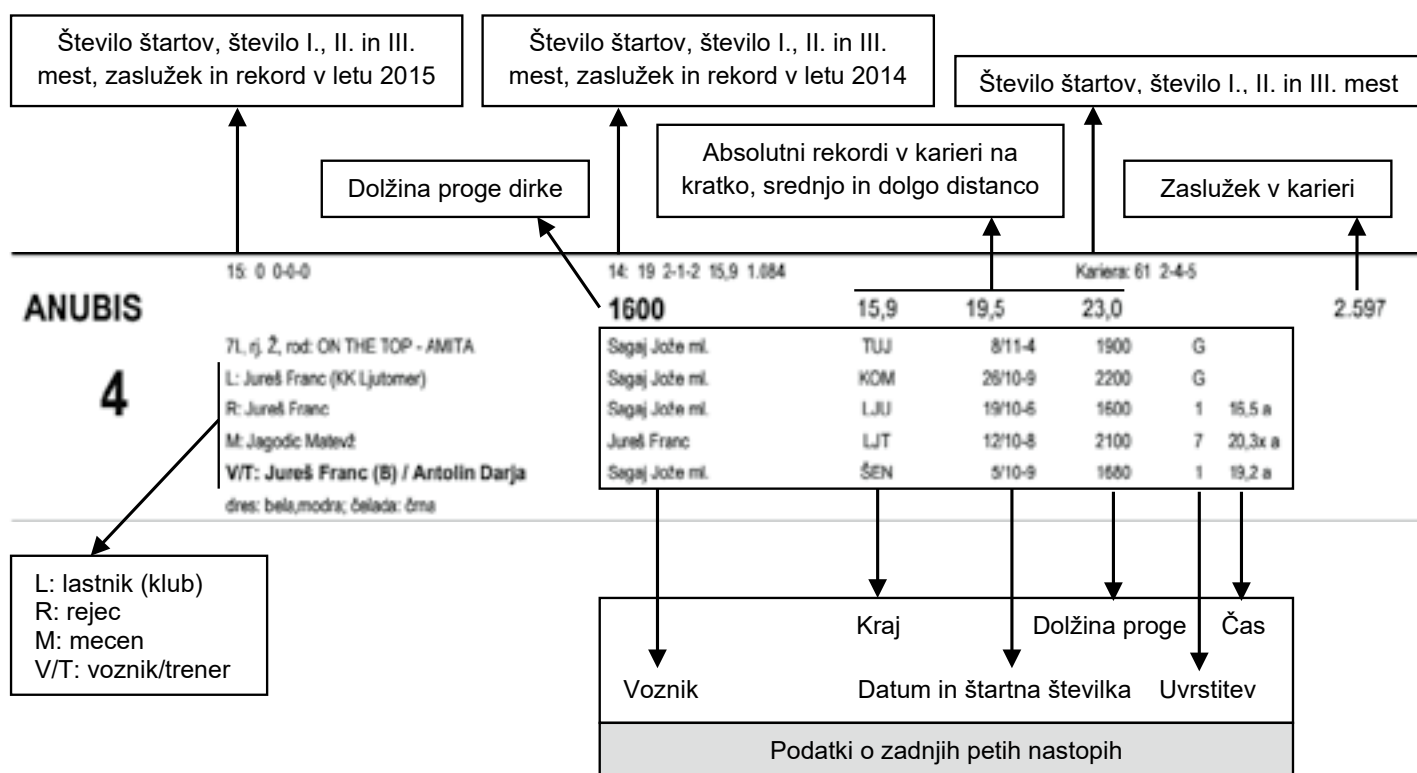 Število štartov, število I., II. in III.
mest, zaslužek in rekord v letu 2015
Število štartov, število I., II. in III.
mest, zaslužek in rekord v letu 2014
Število štartov, število I., II. in III. mest
Dolžina proge dirke
Absolutni rekordi v karieri na
kratko, srednjo in dolgo distanco
Zaslužek v karieri
15: 0 0-0-0
14: 19 2-1-2 15,9 1.084
Kariera: 61 2-4-5
ANUBIS
1600 15,9 19,5 23,0 2.597
7L, rj. Ž, rod: ON THE TOP - AMITA
4
L: Jureš Franc (KK Ljutomer)
R: Jureš Franc
M: Jagodic Matevž
V/T: Jureš Franc (B) / Antolin Darja
dres: bela,modra; čelada: črna
Sagaj Jože ml. TUJ 8/11-4 1900 G
Sagaj Jože ml. KOM 26/10-9 2200 G
Sagaj Jože ml. LJU 19/10-6 1600 1 16,5 a
Jureš Franc LJT 12/10-8 2100 7 20,3x a
Sagaj Jože ml. ŠEN 5/10-9 1680 1 19,2 a
L: lastnik (klub)
R: rejec
M: mecen
V/T: voznik/trener
Kraj Dolžina proge Čas
Voznik Datum in štartna številka Uvrstitev
Podatki o zadnjih petih nastopih